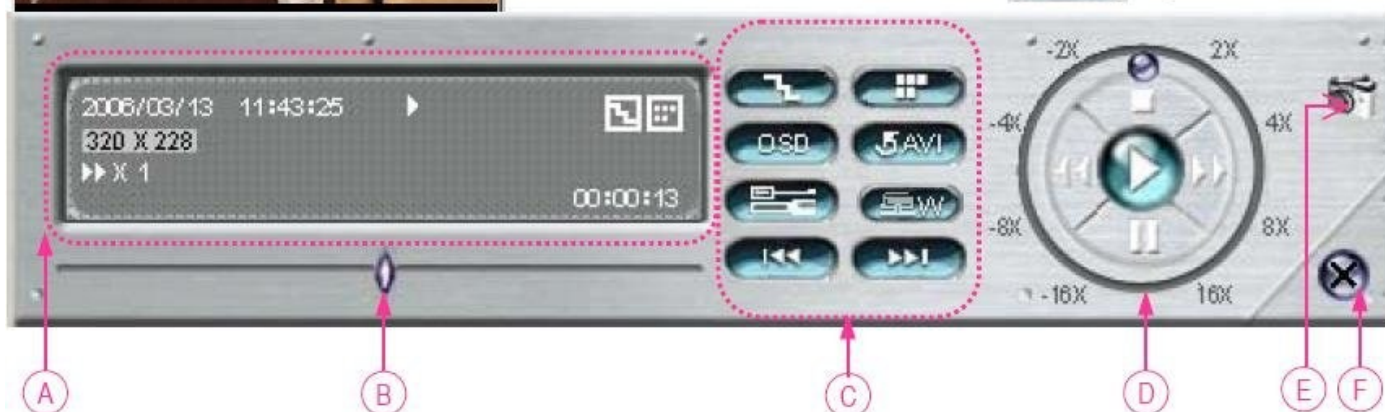 2006/03/13 11:43:25
320 X 228
X 1
00:00:13
OSD
AVI
W
-2X
2X
-4X
4X
-8X
8X
-16X
16X
A
B
C
D
E
F